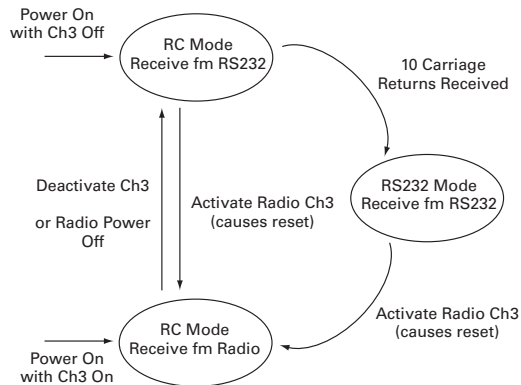 Power On
with Ch3 Off
RC Mode
Receive fm RS232
10 Carriage
Returns Received
Deactivate Ch3
or Radio Power
Off
Activate Radio Ch3
(causes reset)
RS232 Mode
Receive fm RS232
Activate Radio Ch3
(causes reset)
RC Mode
Receive fm Radio
Power On
with Ch3 On